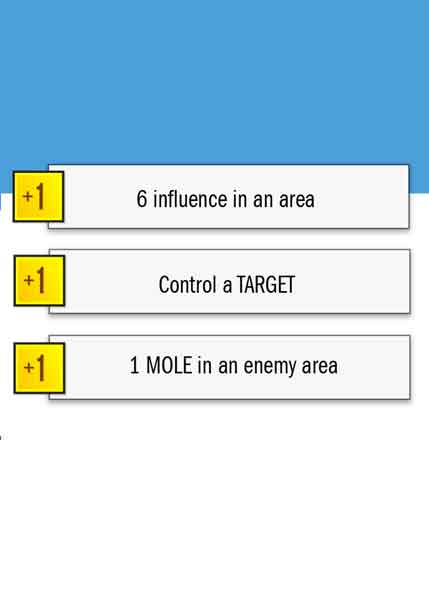 +1 6 influence in an area
+1 Control a TARGET
+1 1 MOLE in an enemy area